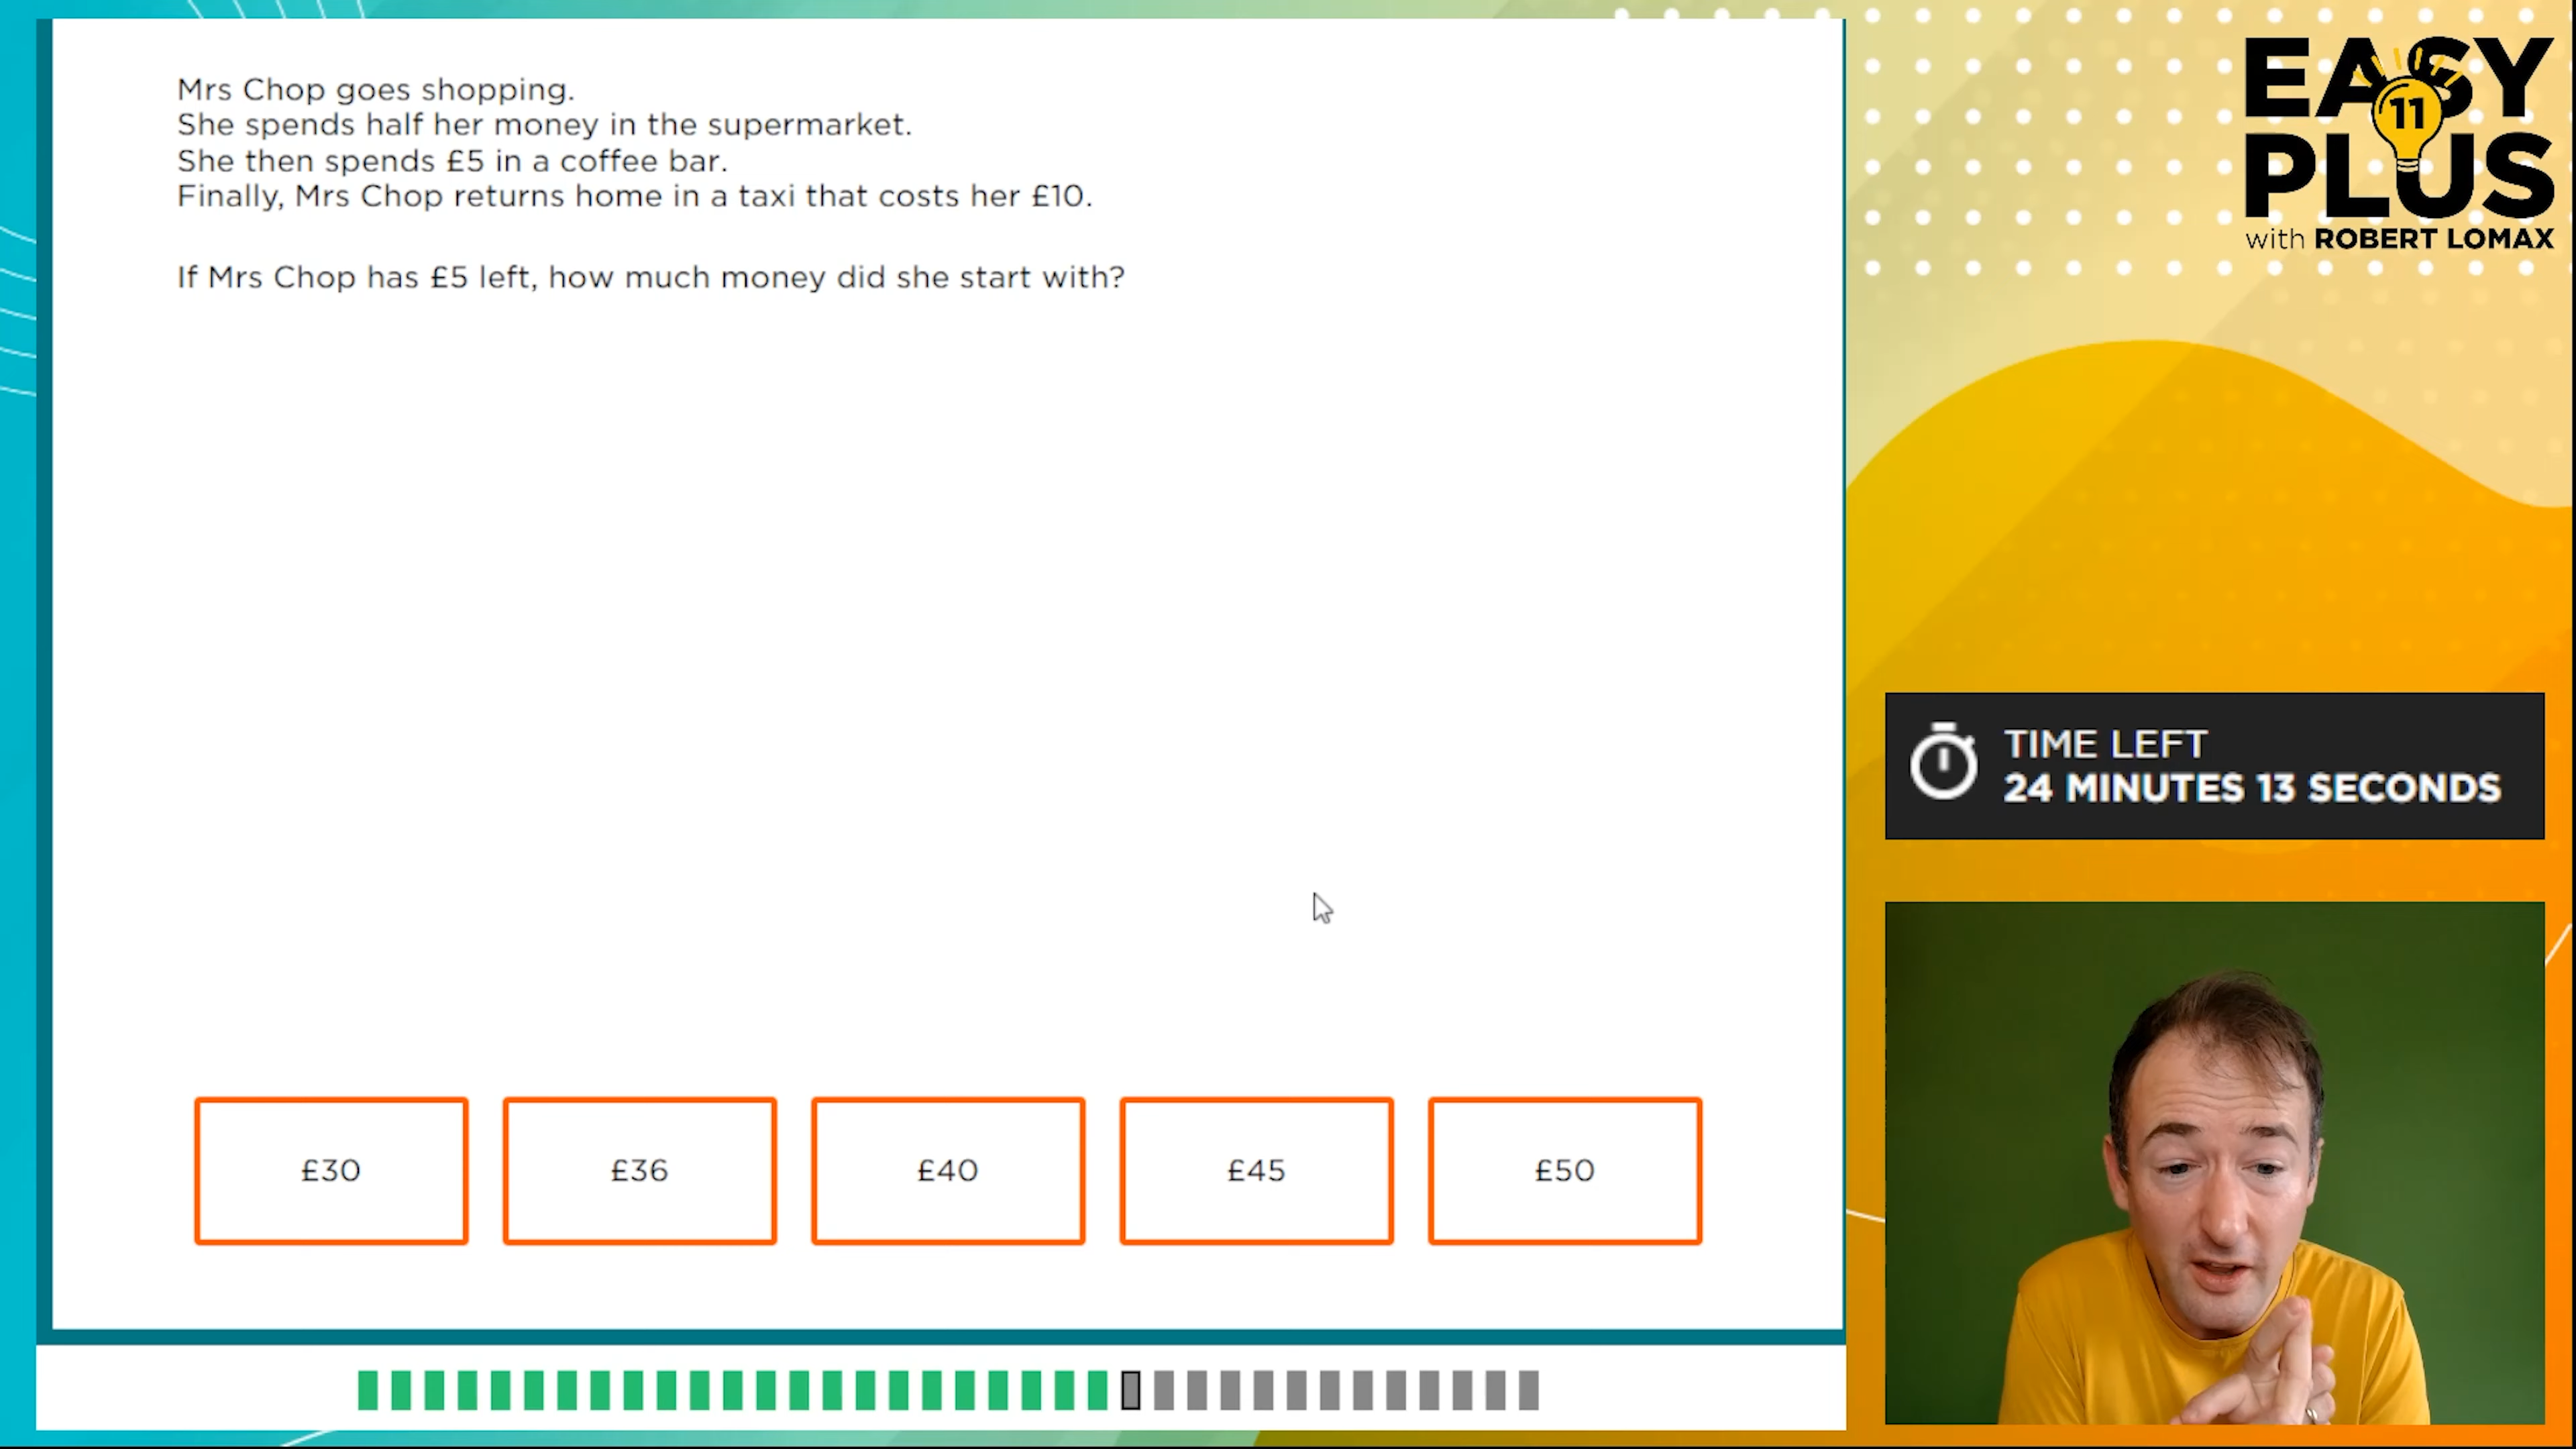 Mrs Chop goes shopping.
She spends half her money in the supermarket.
She then spends £5 in a coffee bar.
Finally, Mrs Chop returns home in a taxi that costs her £10.
If Mrs Chop has £5 left, how much money did she start with?
£30
£36
£40
£45
£50
EASY
11
PLUS
with ROBERT LOMAX
TIME LEFT
24 MINUTES 13 SECONDS